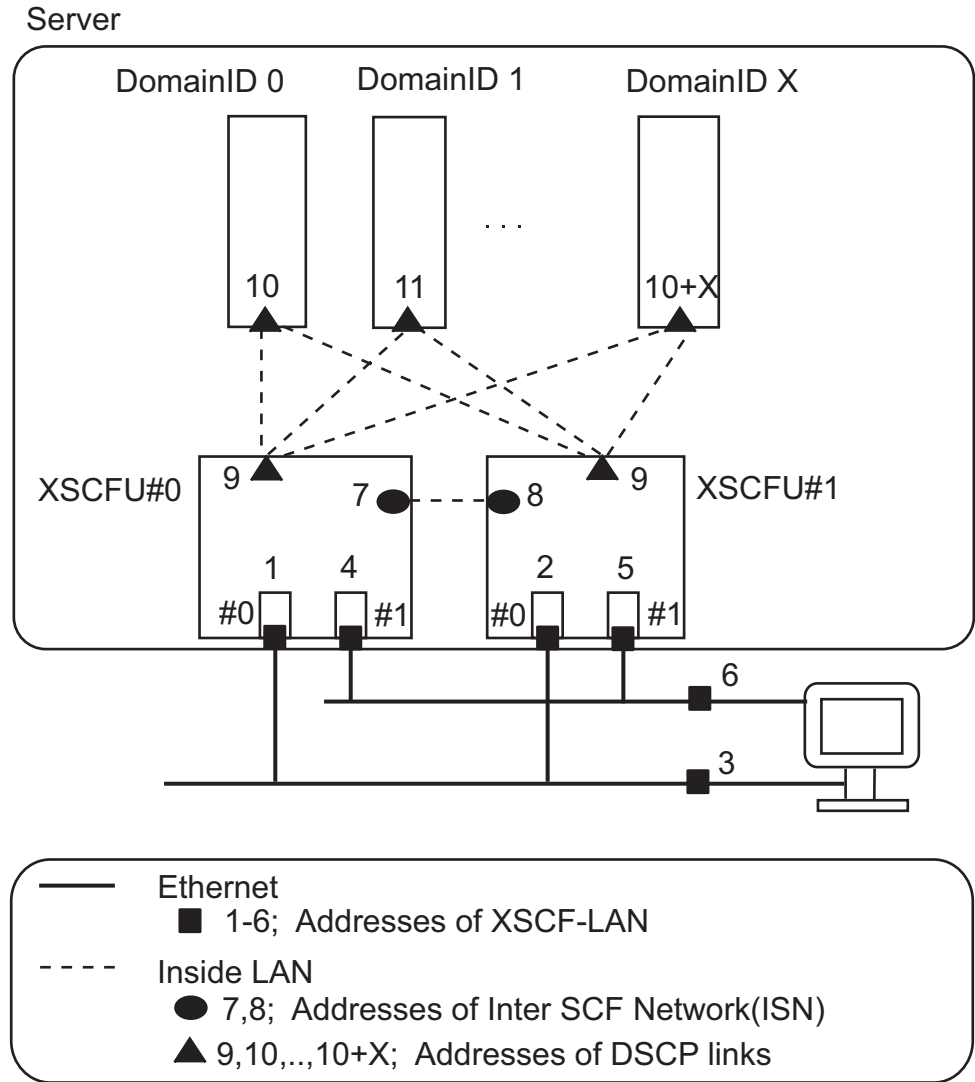 Server
DomainID 0 DomainID 1 DomainID X
. . .
10 11 10+X
XSCFU#0 9 7 8 9 XSCFU#1
1 4 2 5
#0 #1 #0 #1
6
3
Ethernet
1-6; Addresses of XSCF-LAN
Inside LAN
7,8; Addresses of Inter SCF Network(ISN)
9,10,..,10+X; Addresses of DSCP links